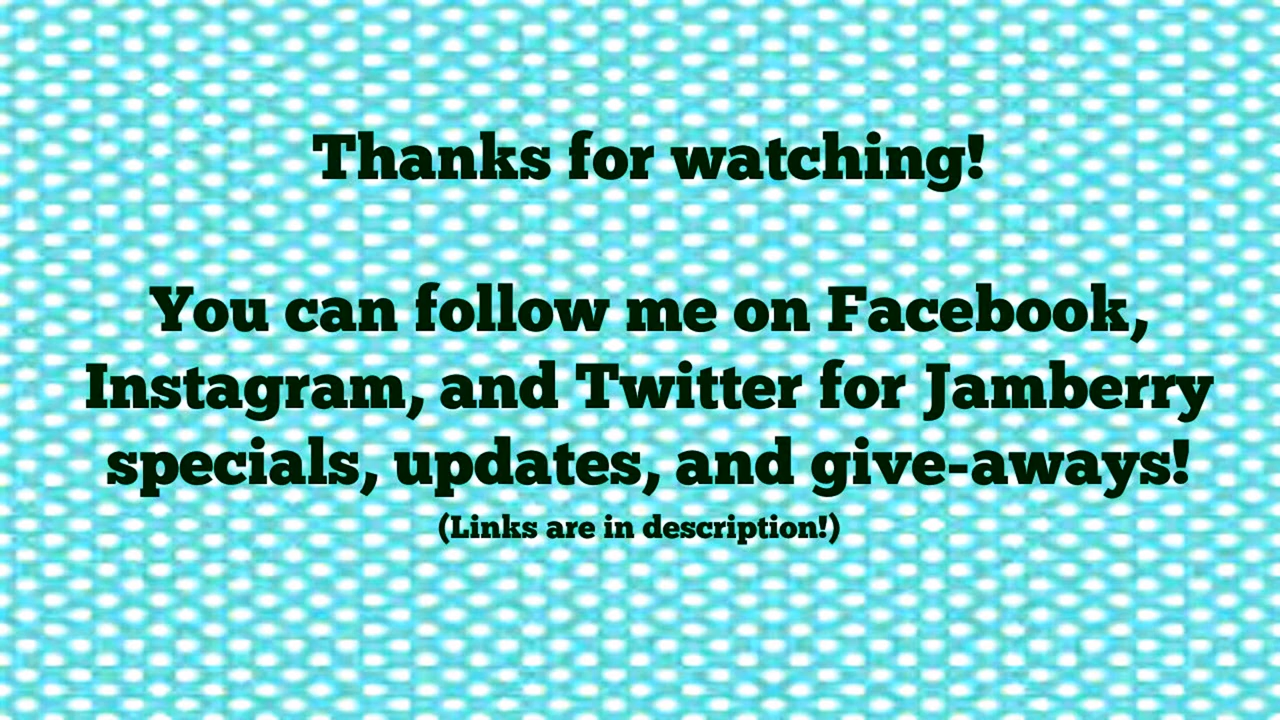 Thanks for watching!
You can follow me on Facebook,
Instagram, and Twitter for Jamberry
specials, updates, and give-aways!
(Links are in description!)